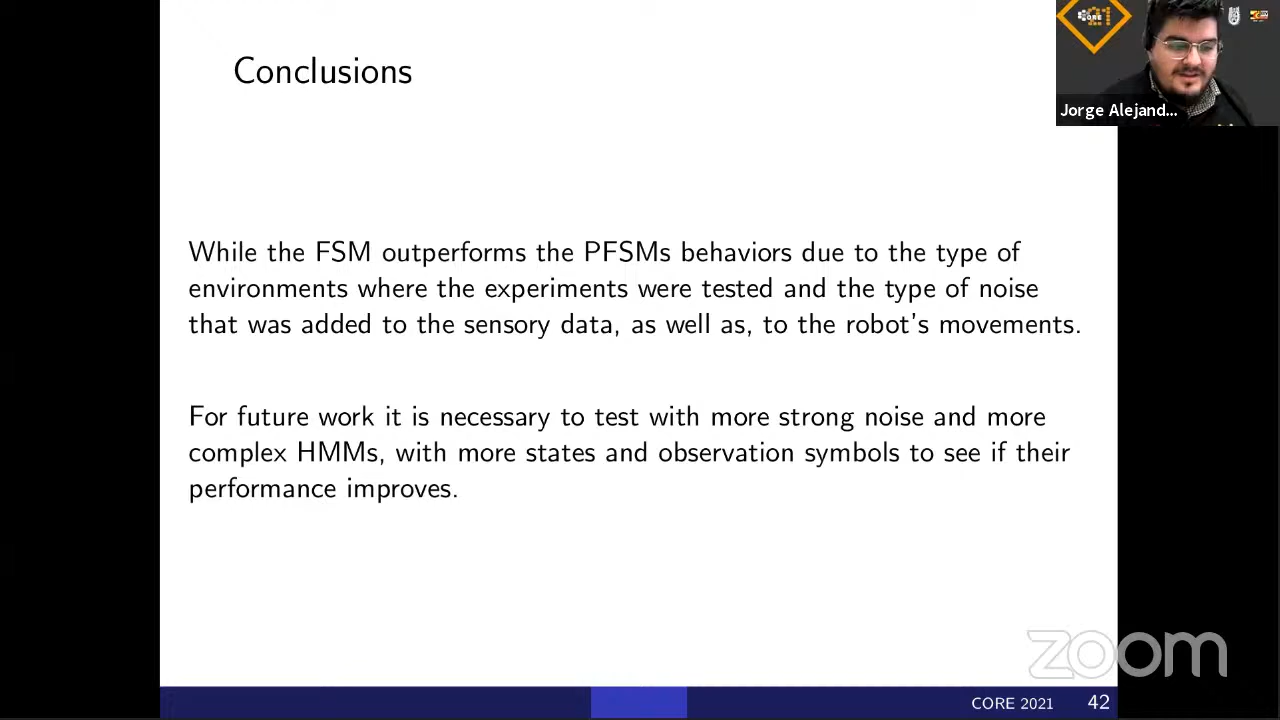 Conclusions
CORE
21
Jorge Alejand...
While the FSM outperforms the PFSMs behaviors due to the type of
environments where the experiments were tested and the type of noise
that was added to the sensory data, as well as, to the robot's movements.
For future work it is necessary to test with more strong noise and more
complex HMMs, with more states and observation symbols to see if their
performance improves.
zoom
CORE 2021 42